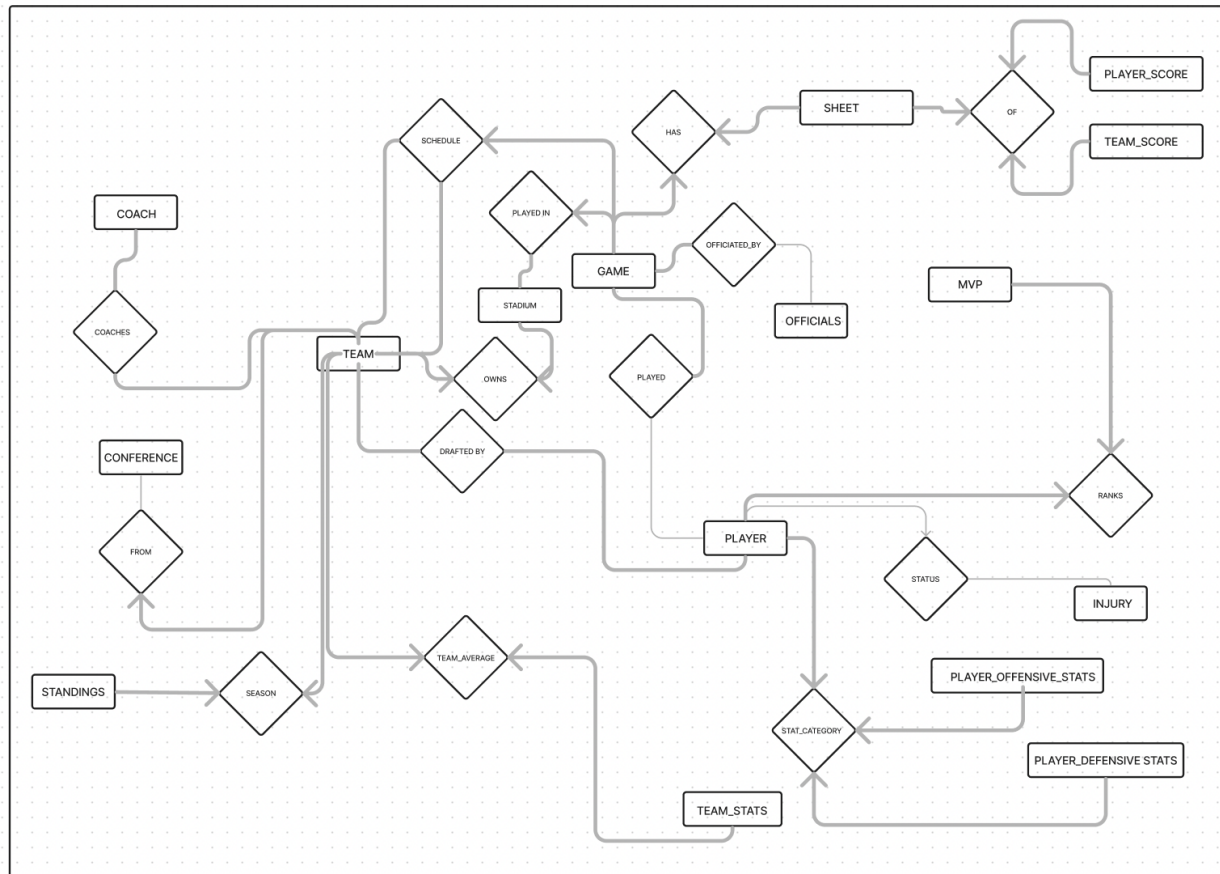 PLAYER_SCORE
SHEET
OF
HAS
SCHEDULE
TEAM_SCORE
COACH
PLAYED IN
OFFICIATED_BY
GAME
MVP
STADIUM
OFFICIALS
COACHES
TEAM
OWNS
PLAYED
DRAFTED BY
CONFERENCE
RANKS
PLAYER
FROM
STATUS
INJURY
TEAM_AVERAGE
PLAYER_OFFENSIVE_STATS
STANDINGS
SEASON
STAT_CATEGORY
PLAYER_DEFENSIVE STATS
TEAM_STATS